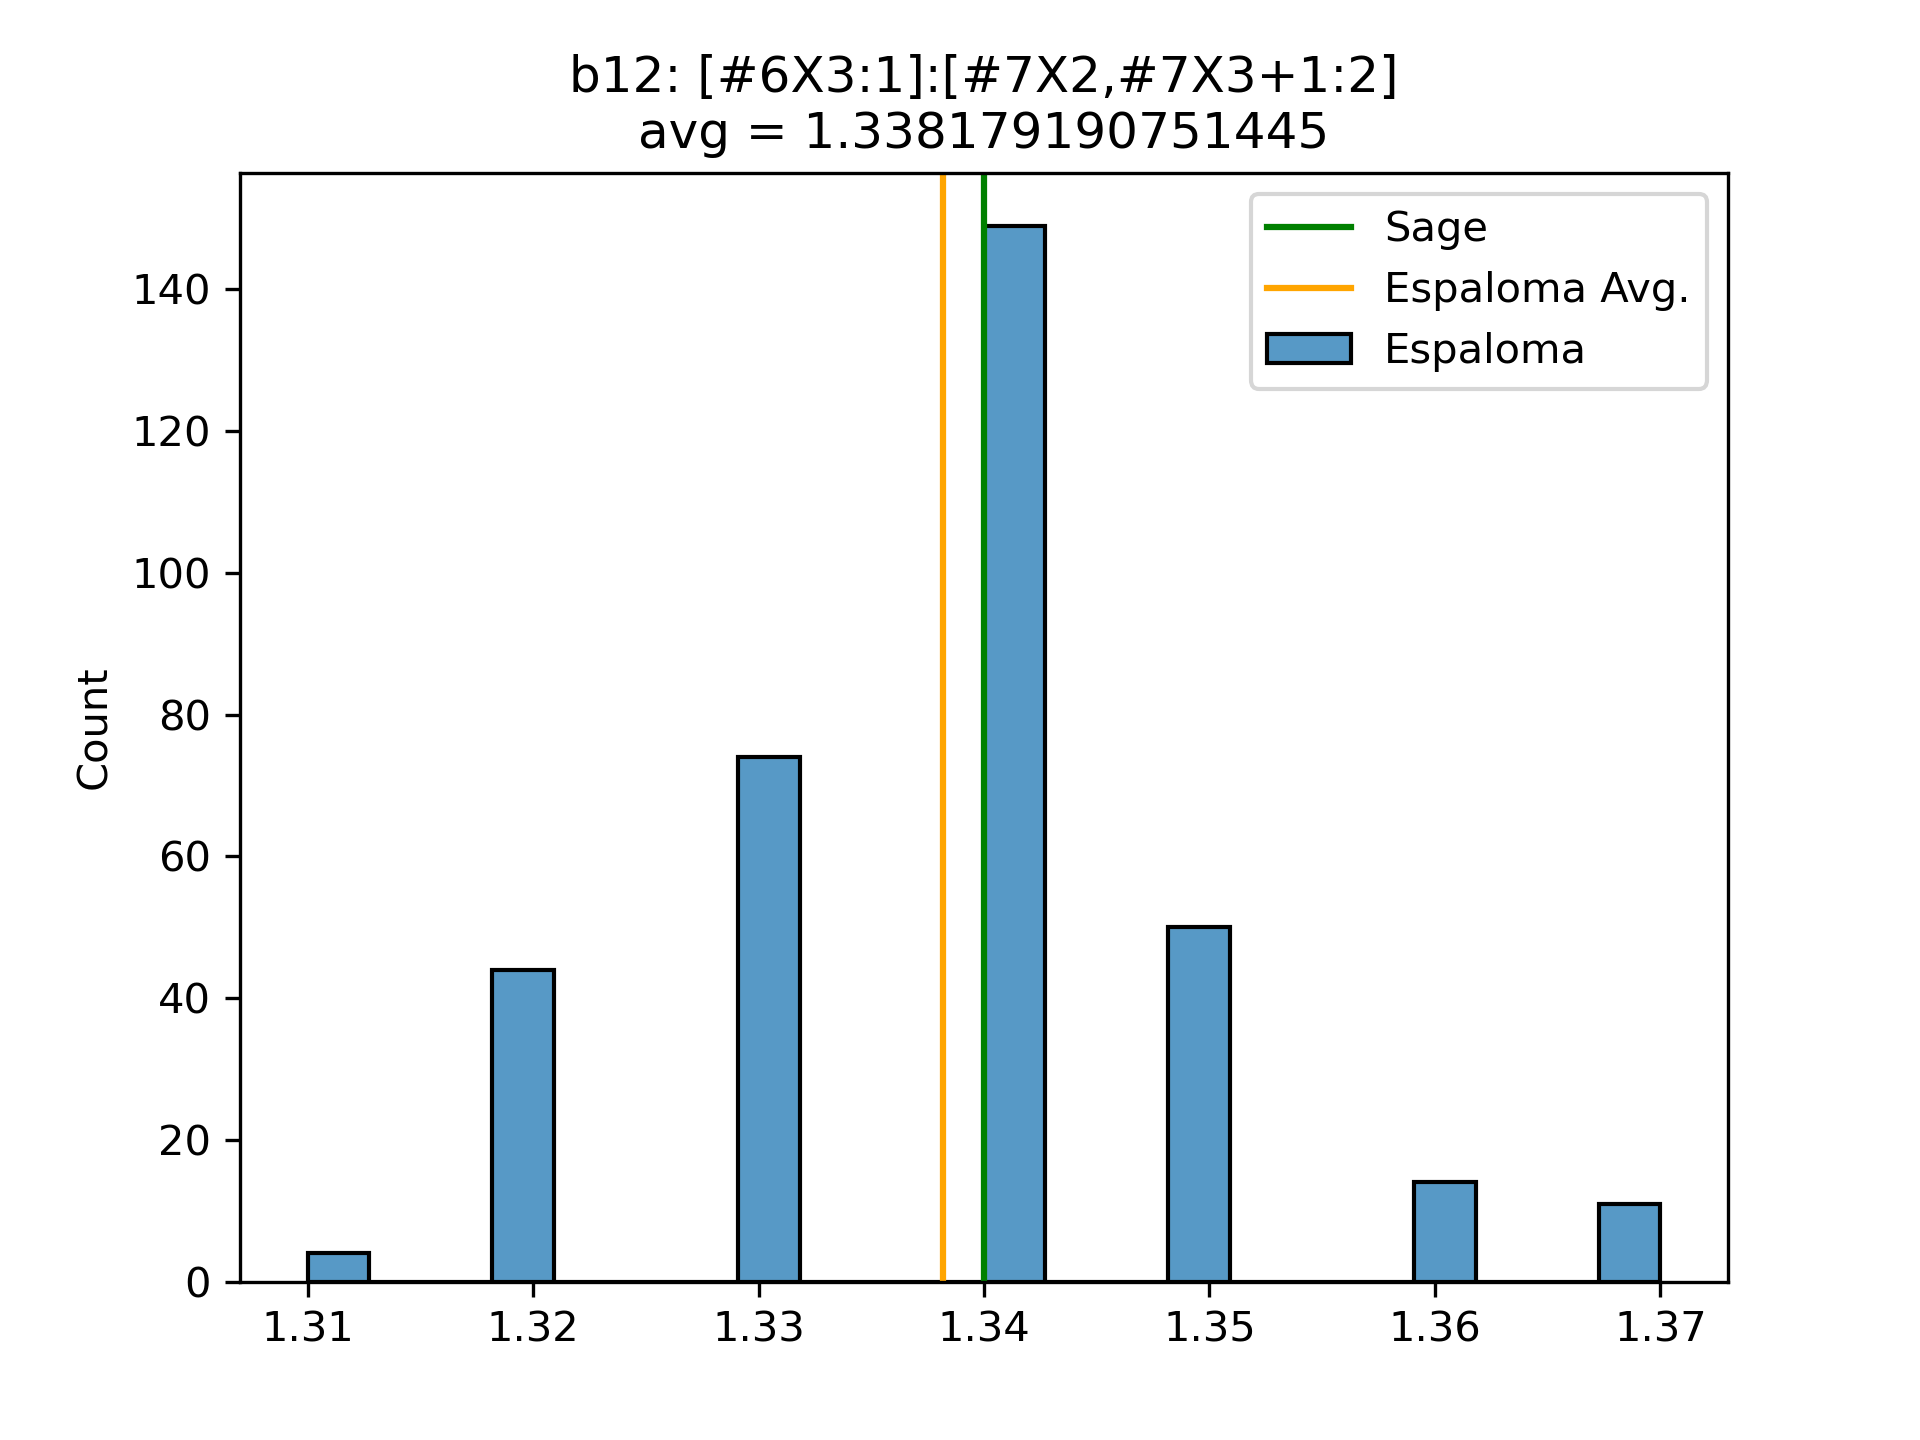 b12: [#6X3:1]:[#7X2,#7X3+1:2]
avg = 1.338179190751445
Sage
Espaloma Avg.
Espaloma
140
120
100
80
60
40
20
0
Count
1.31 1.32 1.33 1.34 1.35 1.36 1.37